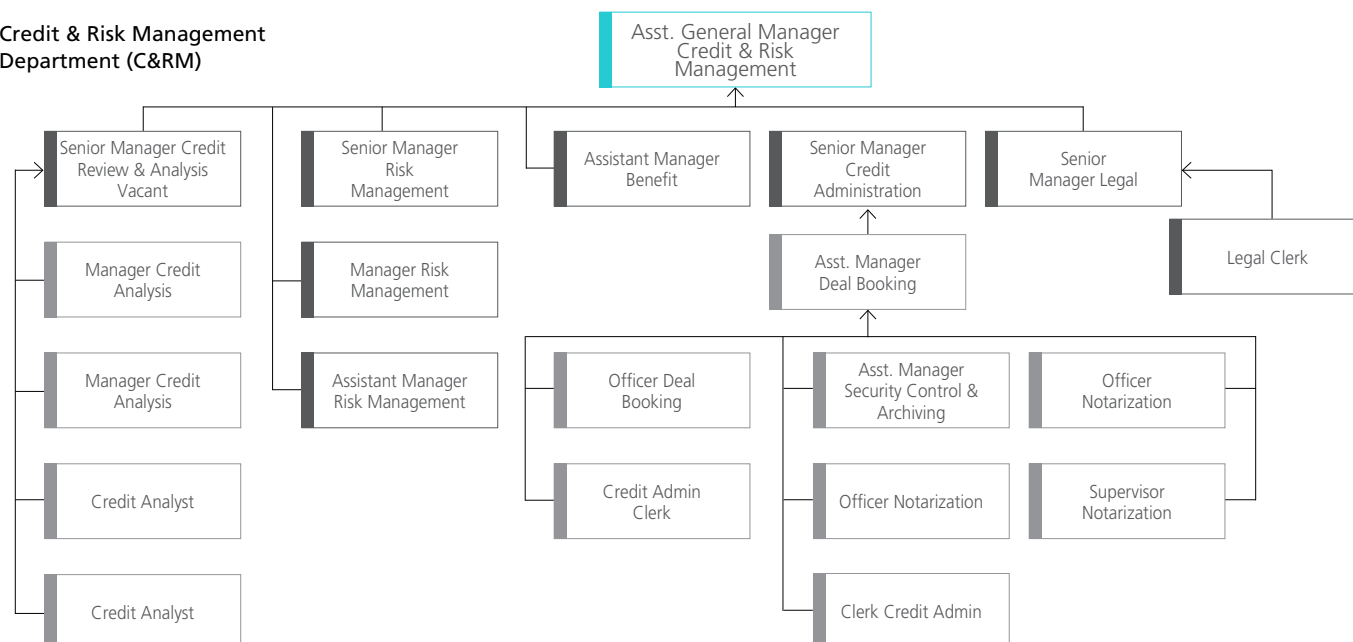 Credit & Risk Management
Department (C&RM)
Asst. General Manager
Credit & Risk
Management
Senior Manager Credit
Review & Analysis
Vacant
Senior Manager
Risk
Management
Assistant Manager
Benefit
Senior Manager
Credit
Administration
Senior
Manager Legal
Legal Clerk
Manager Credit
Analysis
Manager Risk
Management
Asst. Manager
Deal Booking
Manager Credit
Analysis
Assistant Manager
Risk Management
Officer Deal
Booking
Asst. Manager
Security Control &
Archiving
Officer
Notarization
Credit Analyst
Credit Admin
Clerk
Officer Notarization
Supervisor
Notarization
Credit Analyst
Clerk Credit Admin